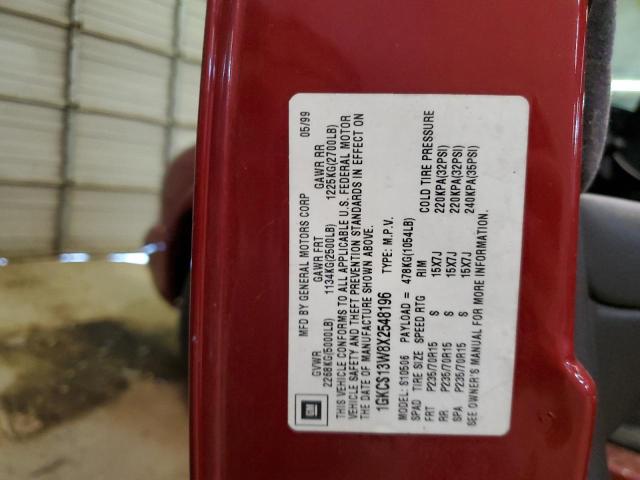 MFD BY GENERAL MOTORS CORP 05/99
GVWR GAWR FRT GAWR RR
2268KG(5000LB) 1134KG(2500LB) 1225KG(2700LB)
THIS VEHICLE CONFORMS TO ALL APPLICABLE U.S. FEDERAL MOTOR
VEHICLE SAFETY AND THEFT PREVENTION STANDARDS IN EFFECT ON
THE DATE OF MANUFACTURE SHOWN ABOVE.
1GKCS13W8X2548196 TYPE: M.P.V.
MODEL: S10506 PAYLOAD = 478KG(1054LB)
SPAD TIRE SIZE SPEED RTG RIM COLD TIRE PRESSURE
FRT P235/70R15 S 15X7J 220KPA(32PSI)
RR P235/70R15 S 15X7J 220KPA(32PSI)
SPA P235/70R15 S 15X7J 240KPA(35PSI)
SEE OWNER'S MANUAL FOR MORE INFORMATION.
GM